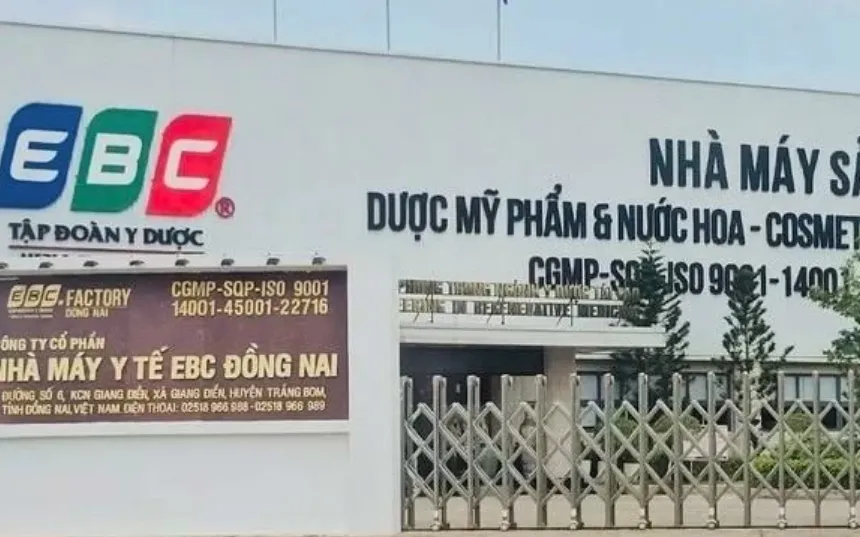 EBC®
TẬP ĐOÀN Y DƯỢC
NHÀ MÁY SẢ
DƯỢC MỸ PHẨM & NƯỚC HOA - COSMET
CGMP-SQP-ISO 9001-1400
EBC FACTORY
DONG NAI
CGMP-SQP-ISO 9001
14001-45001-22716
ÔNG TY CỔ PHẦN
NHÀ MÁY Y TẾ EBC ĐỒNG NAI
ĐƯỜNG SỐ 6, KCN GIANG ĐIỀN, XÃ GIANG ĐIỀN, HUYỆN TRẢNG BOM,
TỈNH ĐỒNG NAI, VIỆT NAM ĐIỆN THOẠI: 02518 966 988 - 02518 966 989
REGENERATIVE MEDICINE